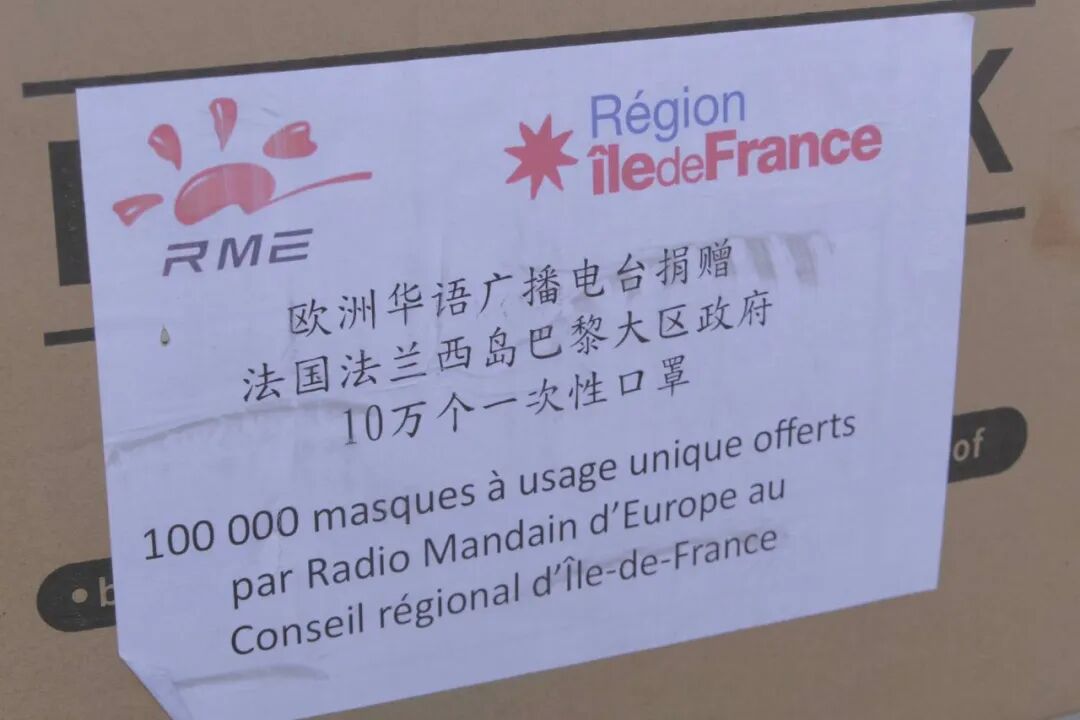 RME
Région
îledeFrance
欧洲华语广播电台捐赠
法国法兰西岛巴黎大区政府
10万个一次性口罩
100 000 masques à usage unique offerts
par Radio Mandain d’Europe au
Conseil régional d’Île-de-France
of